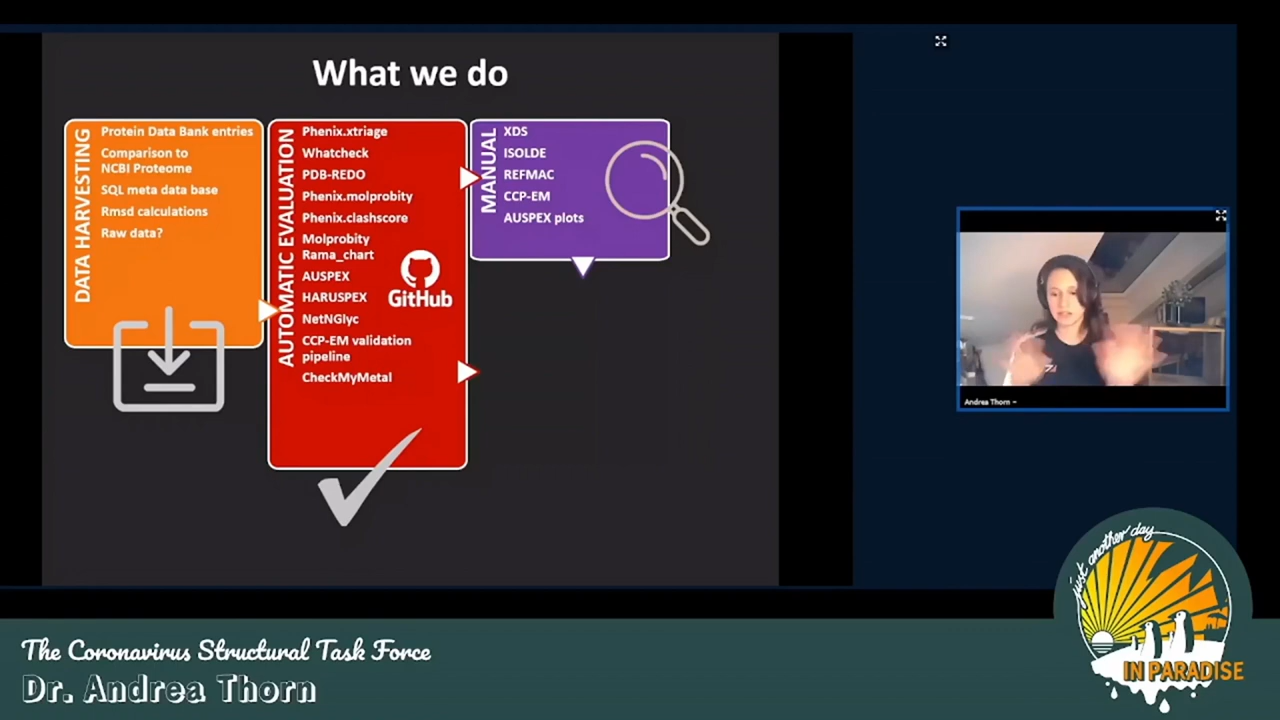 What we do
DATA HARVESTING
Protein Data Bank entries
Comparison to
NCBI Proteome
SQL meta data base
Rmsd calculations
Raw data?
AUTOMATIC EVALUATION
Phenix.xtriage
Whatcheck
PDB-REDO
Phenix.molprobity
Phenix.clashscore
Molprobity
Rama_chart
AUSPEX
HARUSPEX
NetNGlyc
CCP-EM validation
pipeline
CheckMyMetal
GitHub
MANUAL
XDS
ISOLDE
REFMAC
CCP-EM
AUSPEX plots
Andrea Thorn
just another day
IN PARADISE
The Coronavirus Structural Task Force
Dr. Andrea Thorn